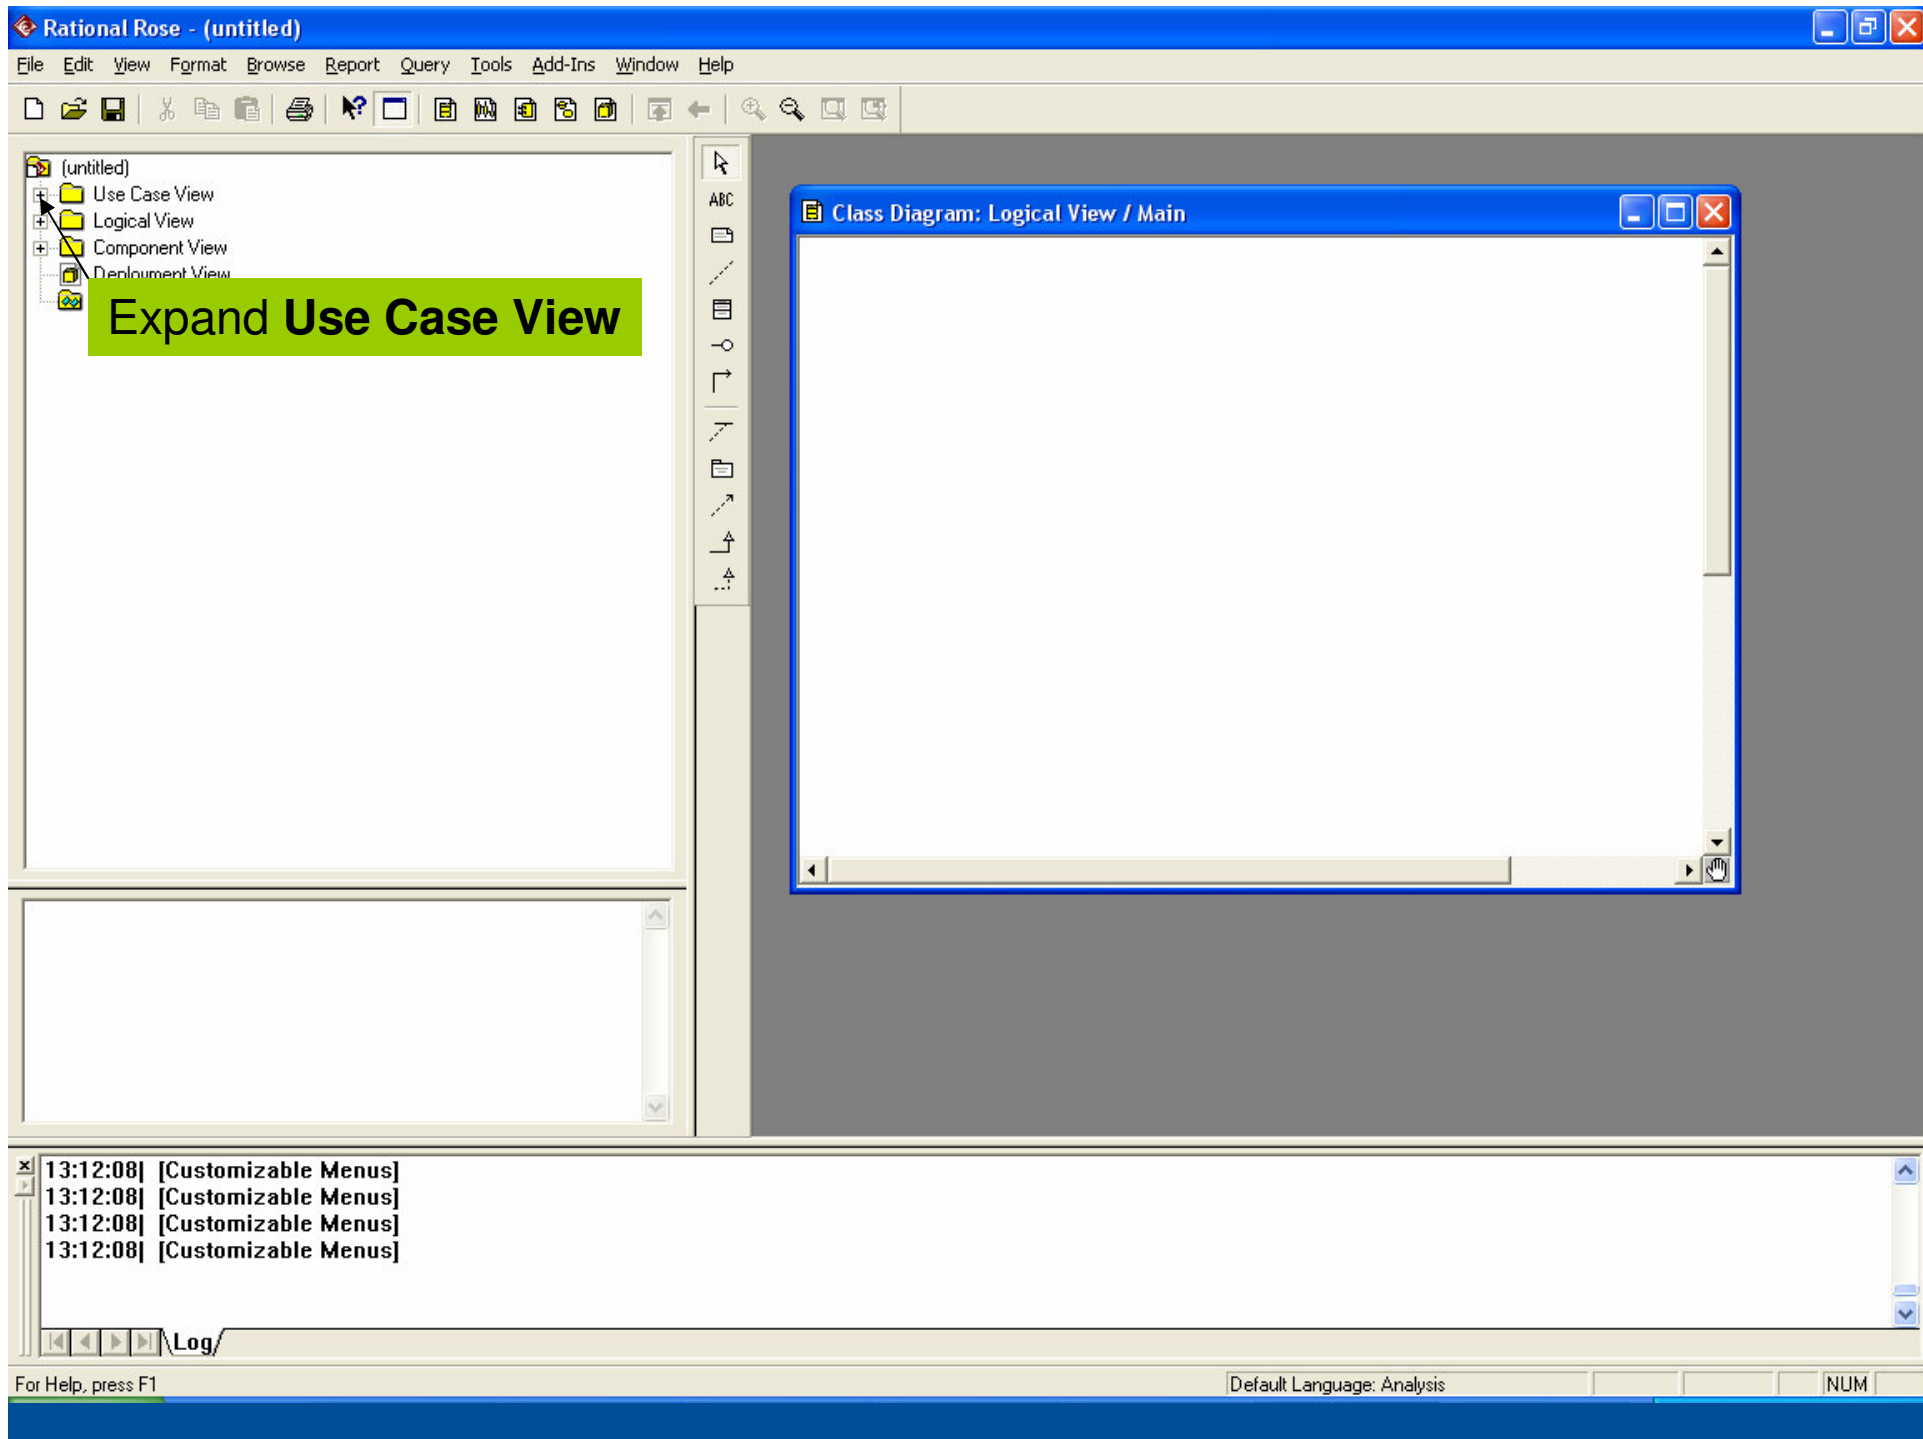 Rational Rose - (untitled)
File Edit View Format Browse Report Query Tools Add-Ins Window Help
(untitled)
Use Case View
Logical View
Component View
Deployment View
Expand Use Case View
ABC
Class Diagram: Logical View / Main
13:12:08| [Customizable Menus]
13:12:08| [Customizable Menus]
13:12:08| [Customizable Menus]
13:12:08| [Customizable Menus]
Log
For Help, press F1
Default Language: Analysis
NUM